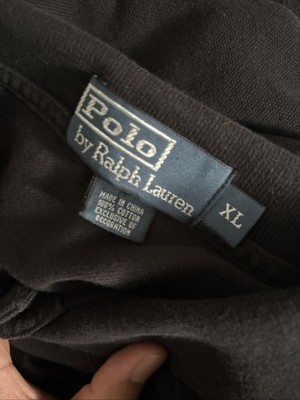 Polo
by Ralph Lauren
XL
MADE IN CHINA
100% COTTON
EXCLUSIVE OF
DECORATION